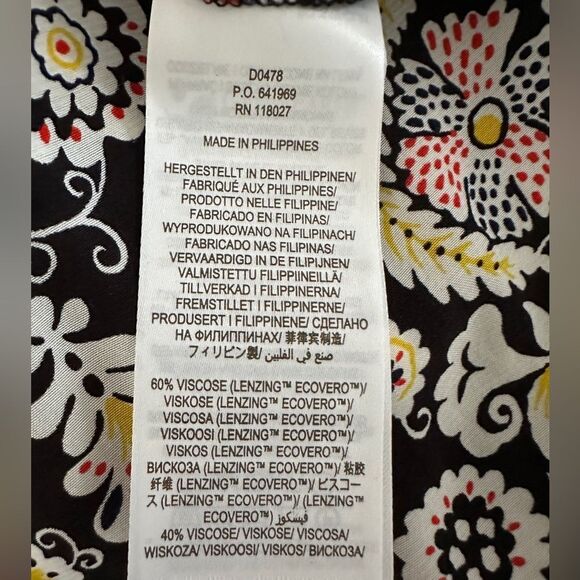 D0478
P.O. 641969
RN 118027
MADE IN PHILIPPINES
HERGESTELLT IN DEN PHILIPPINEN/
FABRIQUÉ AUX PHILIPPINES/
PRODOTTO NELLE FILIPPINE/
FABRICADO EN FILIPINAS/
WYPRODUKOWANO NA FILIPINACH/
FABRICADO NAS FILIPINAS/
VERVAARDIGD IN DE FILIPIJNEN/
VALMISTETTU FILIPPIINEILLÄ/
TILLVERKAD I FILIPPINERNA/
FREMSTILLET I FILIPPINERNE/
PRODUSERT I FILIPPINENE/ СДЕЛАНО
НА ФИЛИППИНАХ/ 菲律宾制造/
フィリピン製/ صنع في الفلبين
60% VISCOSE (LENZING™ ECOVERO™)/
VISKOSE (LENZING™ ECOVERO™)/
VISCOSA (LENZING™ ECOVERO™)/
VISKOOSI (LENZING™ ECOVERO™)/
VISKOS (LENZING™ ECOVERO™)/
ВИСКОЗА (LENZING™ ECOVERO™)/ 粘胶
纤维 (LENZING™ ECOVERO™)/ ビスコー
ス (LENZING™ ECOVERO™)/ (LENZING™
ECOVERO™) فيسكوز/
40% VISCOSE/ VISKOSE/ VISCOSA/
WISKOZA/ VISKOOSI/ VISKOS/ ВИСКОЗА/